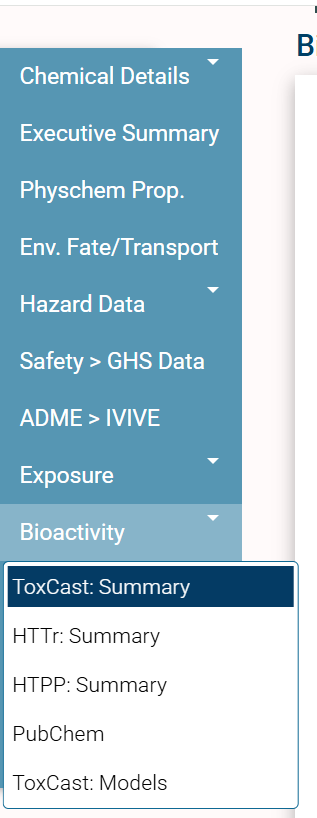 Bi
Chemical Details
Executive Summary
Physchem Prop.
Env. Fate/Transport
Hazard Data
Safety > GHS Data
ADME > IVIVE
Exposure
Bioactivity
ToxCast: Summary
HTTr: Summary
HTPP: Summary
PubChem
ToxCast: Models